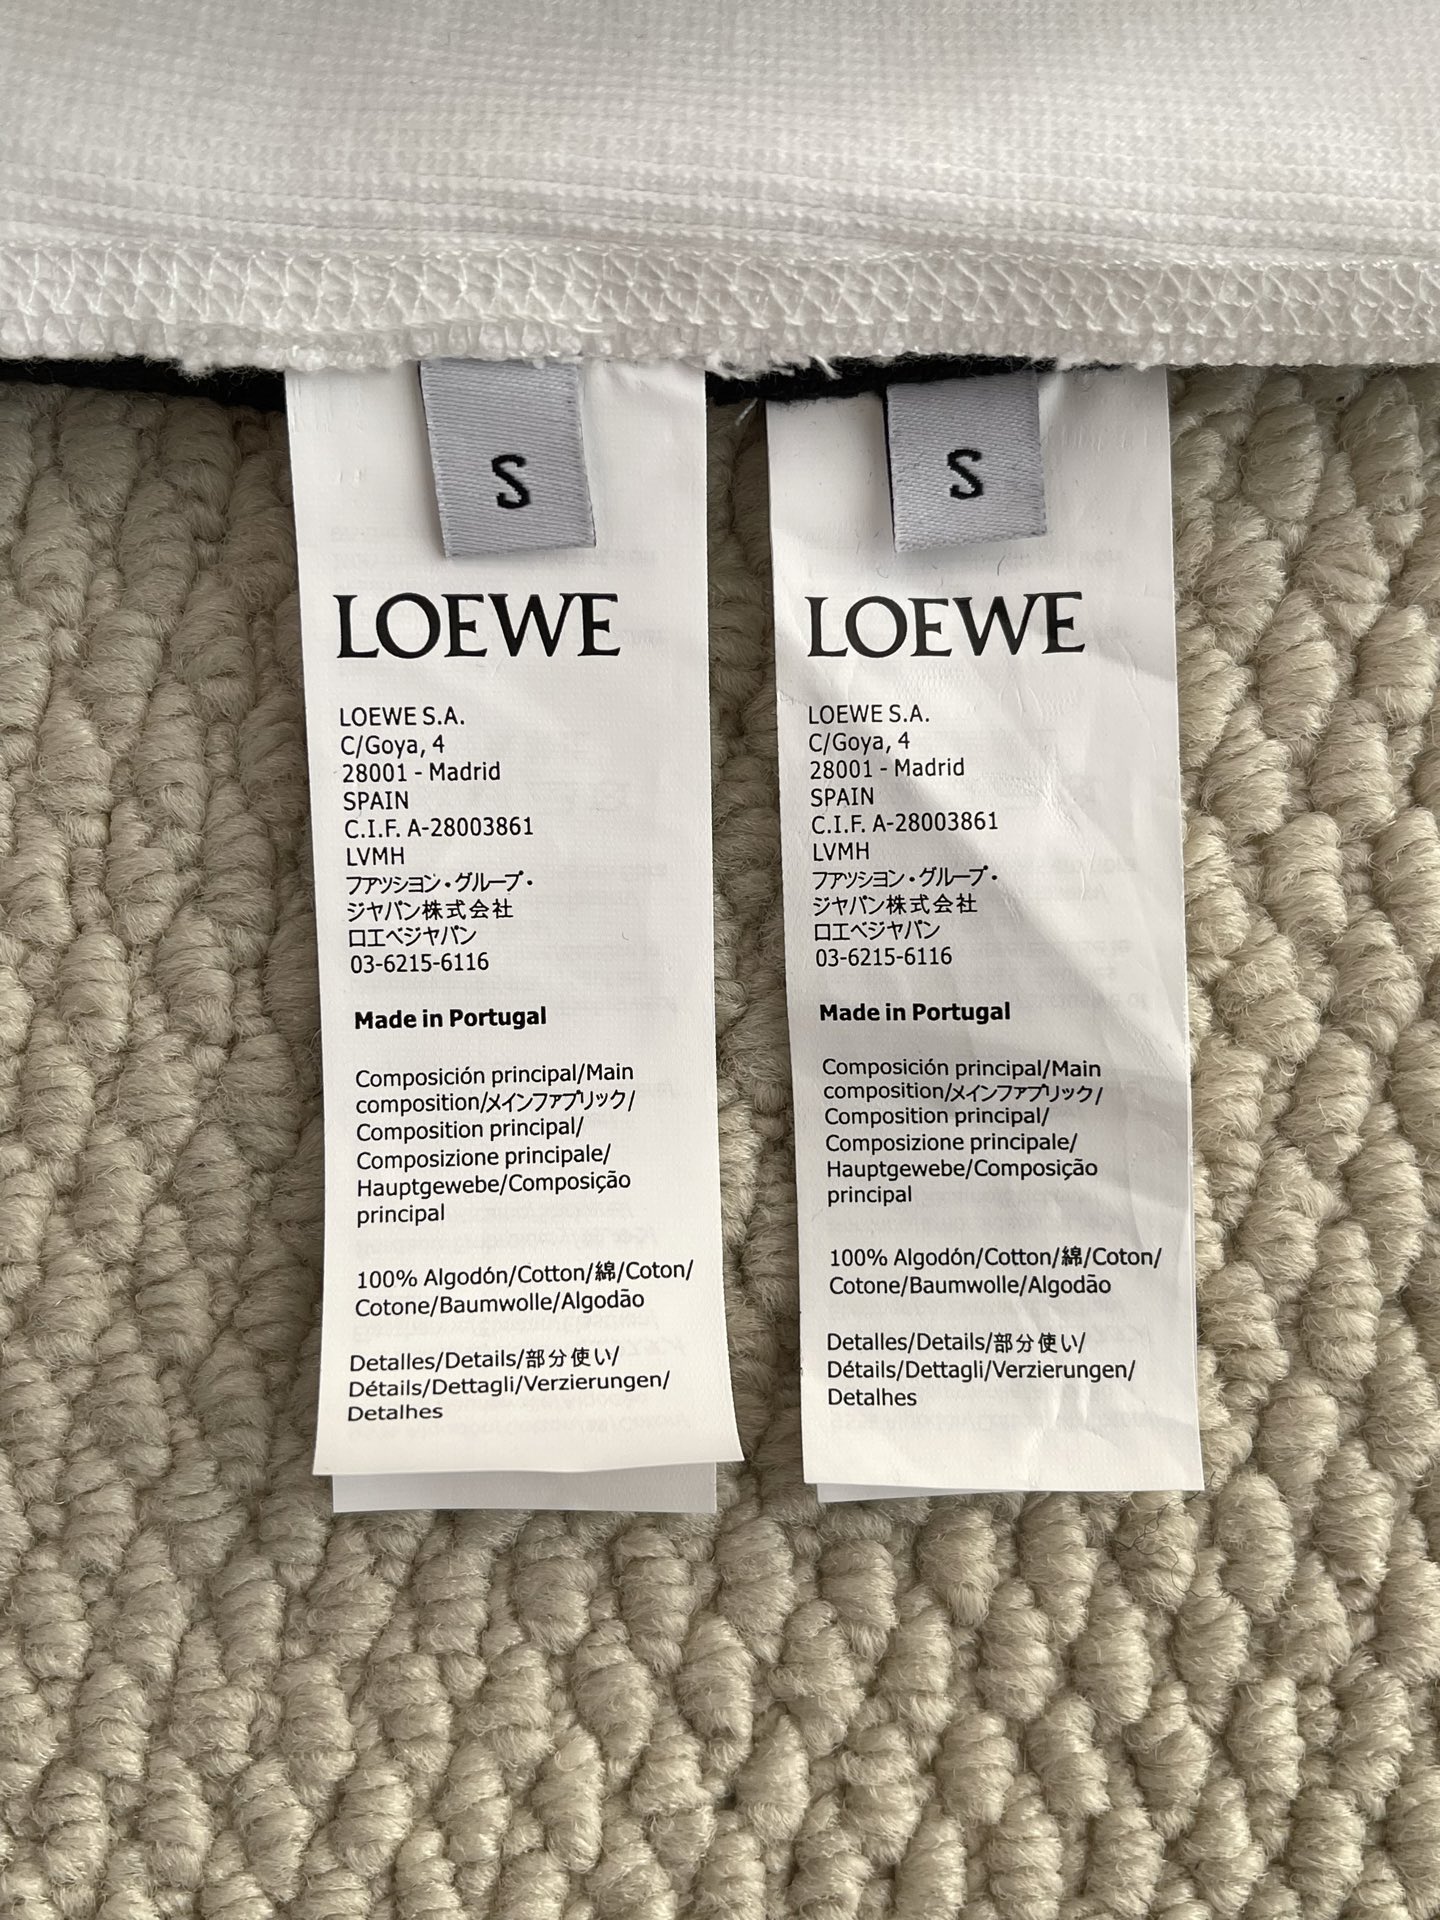 S
LOEWE
LOEWE S.A.
C/Goya, 4
28001 - Madrid
SPAIN
C.I.F. A-28003861
LVMH
ファッション・グループ・
ジャパン株式会社
ロエベジャパン
03-6215-6116
Made in Portugal
Composición principal/Main
composition/メインファブリック/
Composition principal/
Composizione principale/
Hauptgewebe/Composição
principal
100% Algodón/Cotton/綿/Coton/
Cotone/Baumwolle/Algodão
Detalles/Details/部分使い/
Détails/Dettagli/Verzierungen/
Detalhes
S
LOEWE
LOEWE S.A.
C/Goya, 4
28001 - Madrid
SPAIN
C.I.F. A-28003861
LVMH
ファッション・グループ・
ジャパン株式会社
ロエベジャパン
03-6215-6116
Made in Portugal
Composición principal/Main
composition/メインファブリック/
Composition principal/
Composizione principale/
Hauptgewebe/Composição
principal
100% Algodón/Cotton/綿/Coton/
Cotone/Baumwolle/Algodão
Detalles/Details/部分使い/
Détails/Dettagli/Verzierungen/
Detalhes